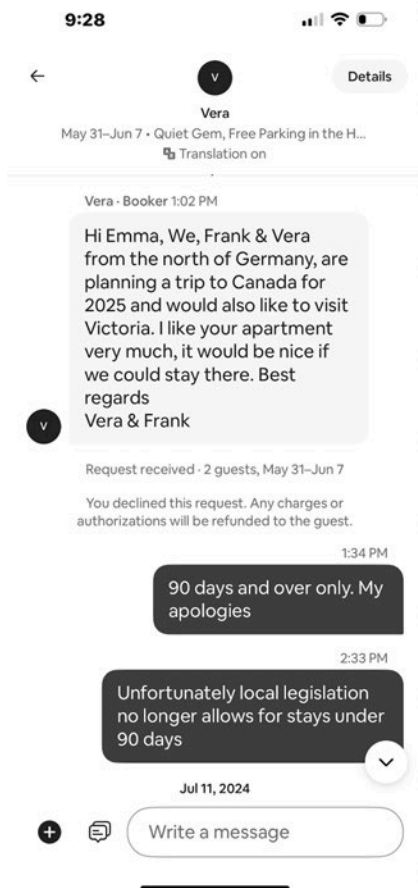 9:28
V
Details
Vera
May 31–Jun 7 • Quiet Gem, Free Parking in the H...
Translation on
Vera · Booker 1:02 PM
Hi Emma, We, Frank & Vera
from the north of Germany, are
planning a trip to Canada for
2025 and would also like to visit
Victoria. I like your apartment
very much, it would be nice if
we could stay there. Best
regards
Vera & Frank
V
Request received · 2 guests, May 31–Jun 7
You declined this request. Any charges or
authorizations will be refunded to the guest.
1:34 PM
90 days and over only. My
apologies
2:33 PM
Unfortunately local legislation
no longer allows for stays under
90 days
Jul 11, 2024
Write a message